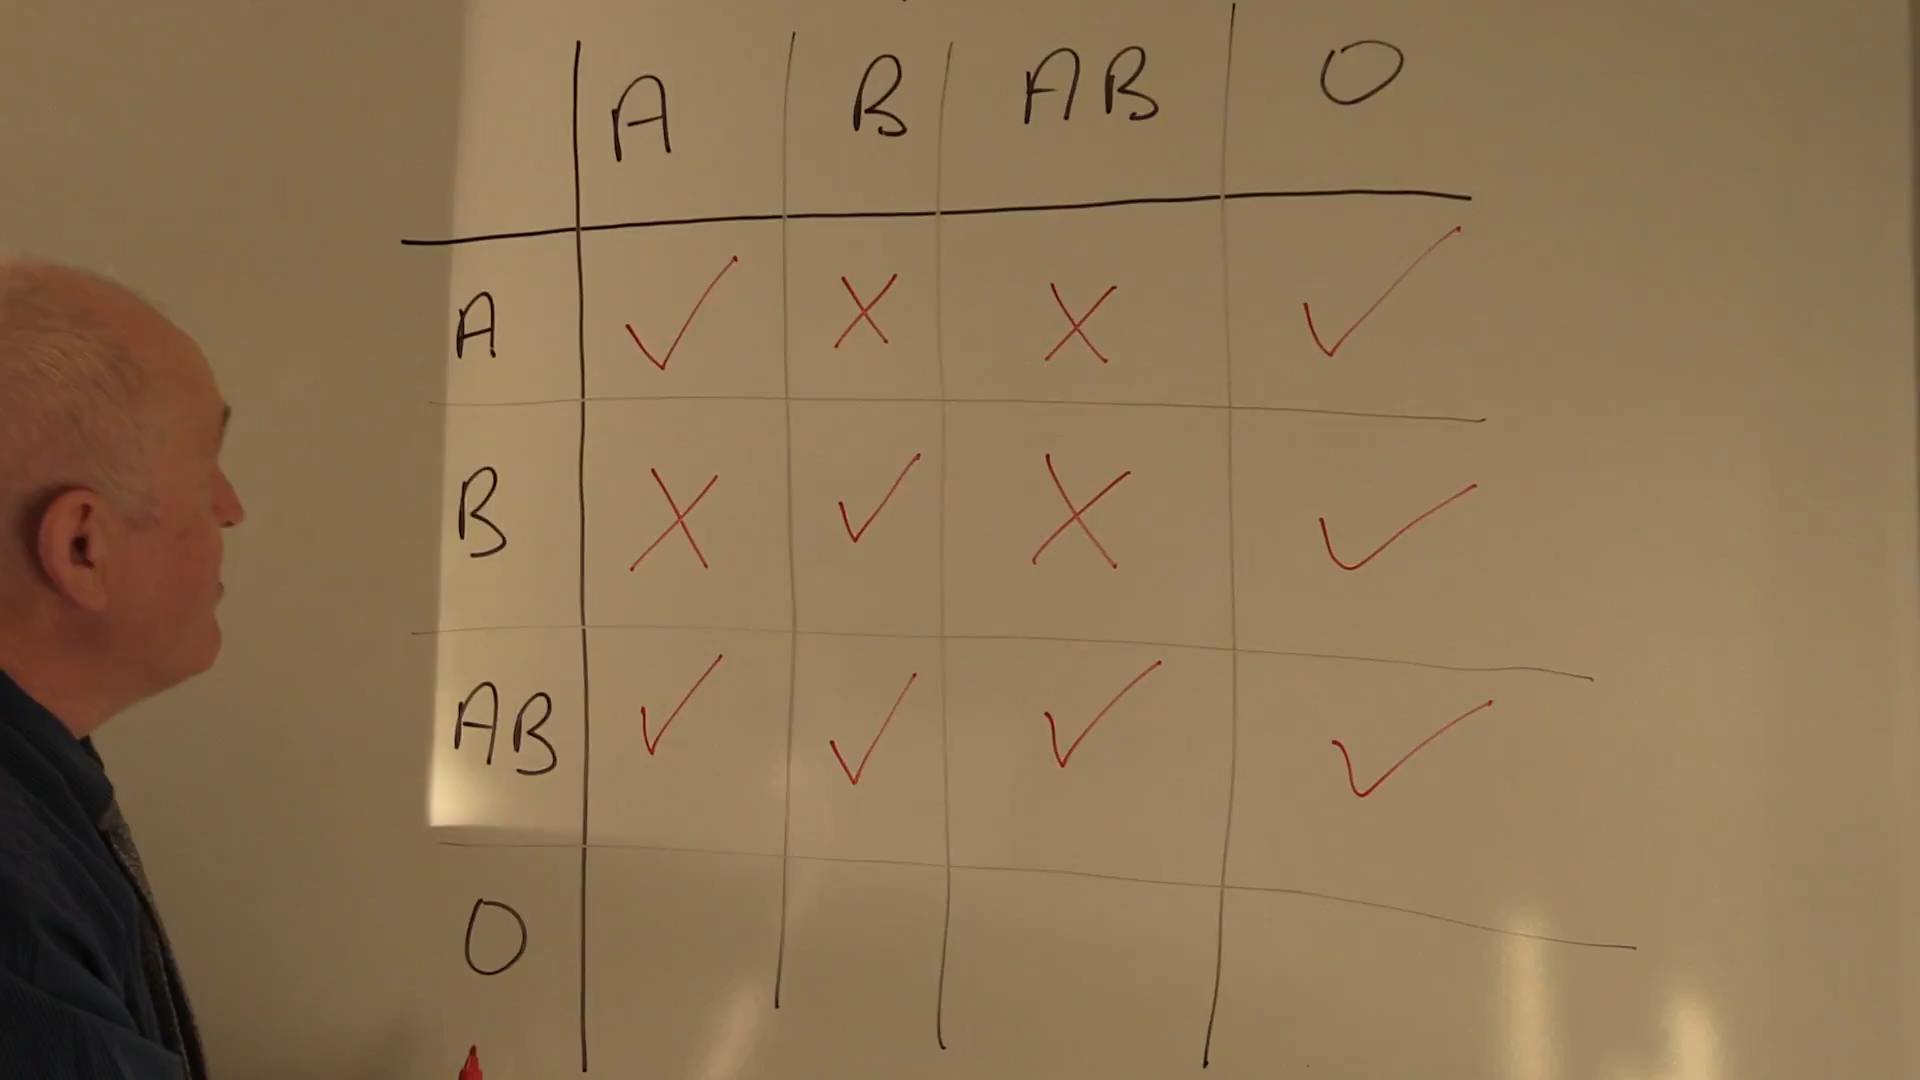 A B AB O
A ✓ X X ✓
B X ✓ X ✓
AB ✓ ✓ ✓ ✓
O